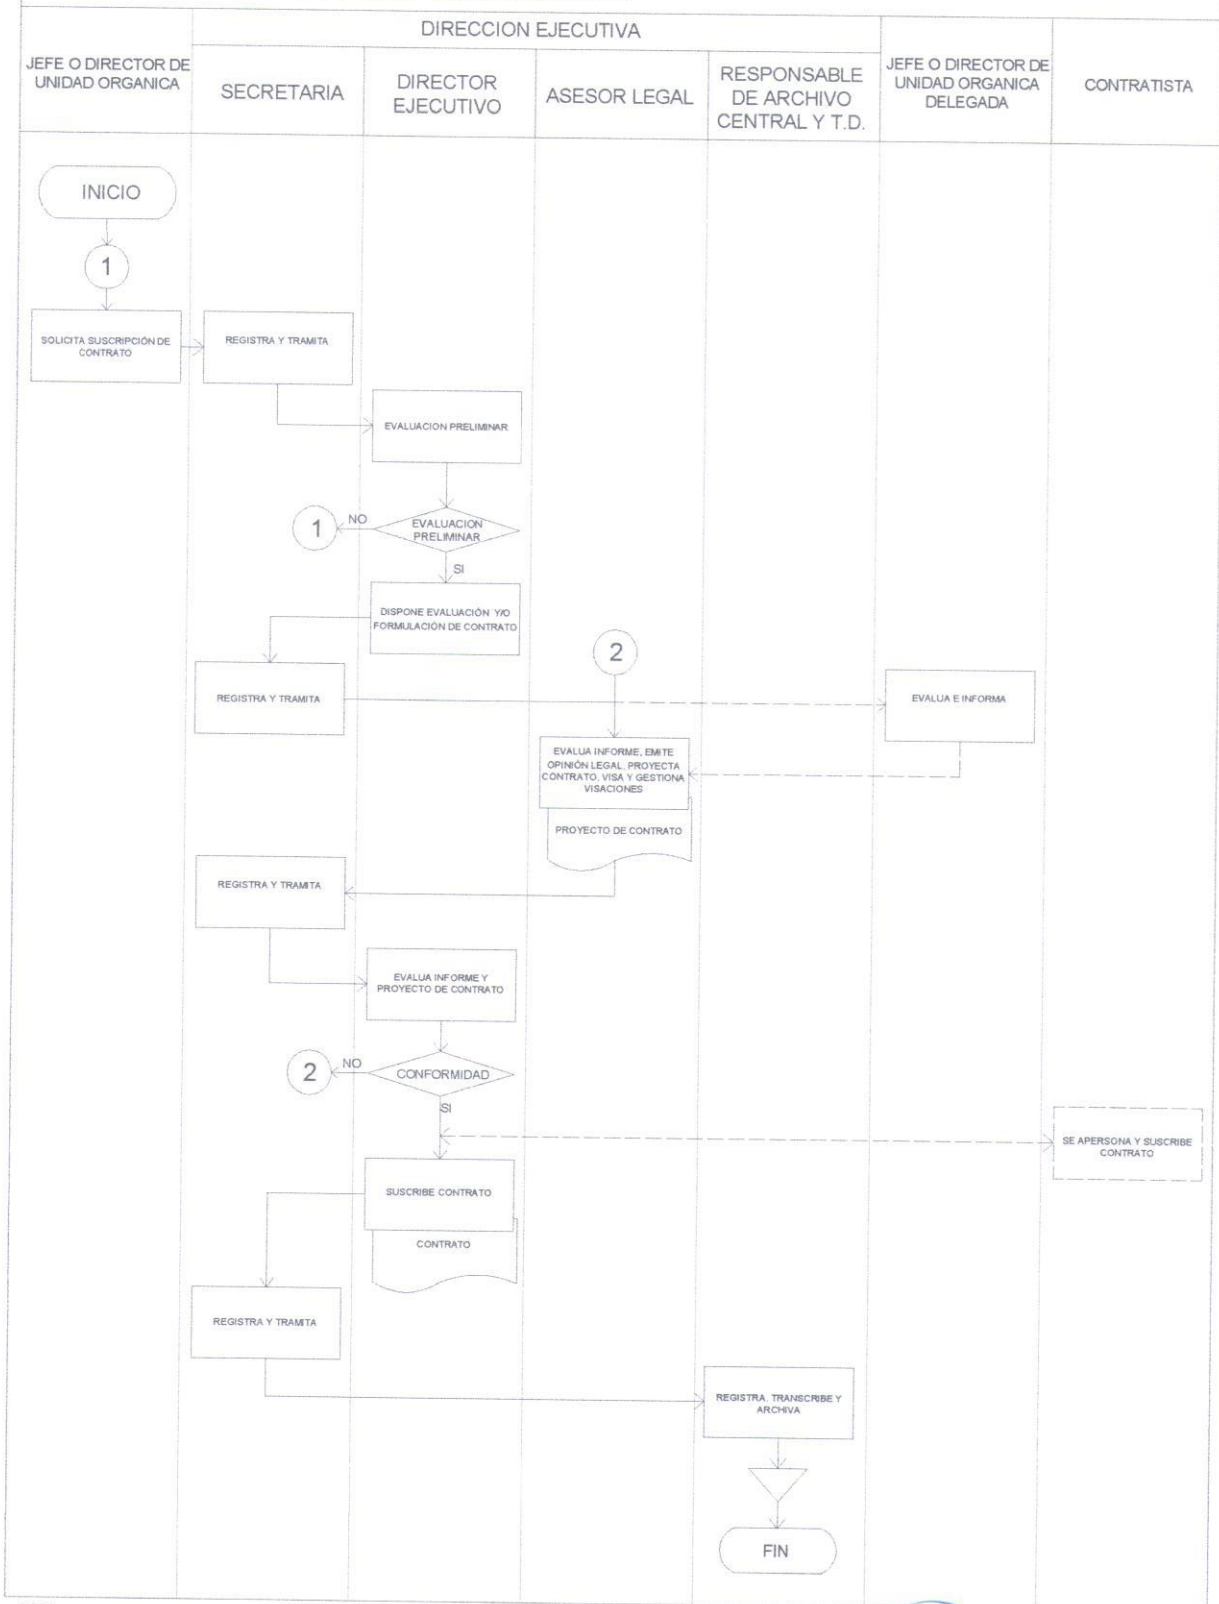 DIRECCION EJECUTIVA
JEFE O DIRECTOR DE
UNIDAD ORGANICA
SECRETARIA
DIRECTOR
EJECUTIVO
ASESOR LEGAL
RESPONSABLE
DE ARCHIVO
CENTRAL Y T.D.
JEFE O DIRECTOR DE
UNIDAD ORGANICA
DELEGADA
CONTRATISTA
INICIO
1
SOLICITA SUSCRIPCIÓN DE
CONTRATO
REGISTRA Y TRAMITA
EVALUACION PRELIMINAR
1
NO
EVALUACION
PRELIMINAR
SI
DISPONE EVALUACIÓN Y/O
FORMULACIÓN DE CONTRATO
2
REGISTRA Y TRAMITA
EVALUA E INFORMA
EVALUA INFORME, EMITE
OPINIÓN LEGAL, PROYECTA
CONTRATO, VISA Y GESTIONA
VISACIONES
PROYECTO DE CONTRATO
REGISTRA Y TRAMITA
EVALUA INFORME Y
PROYECTO DE CONTRATO
2
NO
CONFORMIDAD
SI
SE APERSONA Y SUSCRIBE
CONTRATO
SUSCRIBE CONTRATO
CONTRATO
REGISTRA Y TRAMITA
REGISTRA, TRANSCRIBE Y
ARCHIVA
FIN